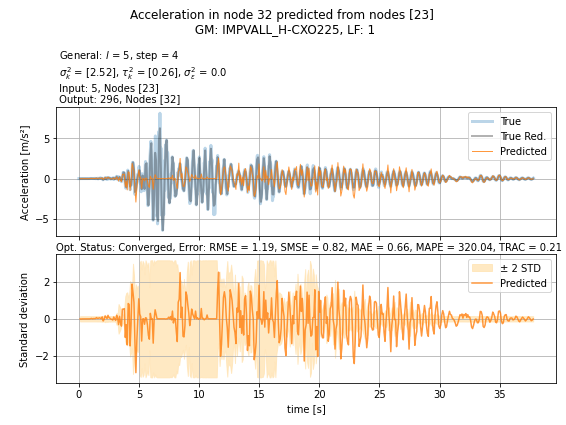 Acceleration in node 32 predicted from nodes [23]
GM: IMPVALL_H-CXO225, LF: 1
General: l = 5, step = 4
σ²ₖ = [2.52], τ²ₖ = [0.26], σ²ε = 0.0
Input: 5, Nodes [23]
Output: 296, Nodes [32]
Acceleration [m/s²]
5
0
−5
True
True Red.
Predicted
Opt. Status: Converged, Error: RMSE = 1.19, SMSE = 0.82, MAE = 0.66, MAPE = 320.04, TRAC = 0.21
Standard deviation
2
0
−2
± 2 STD
Predicted
0 5 10 15 20 25 30 35
time [s]